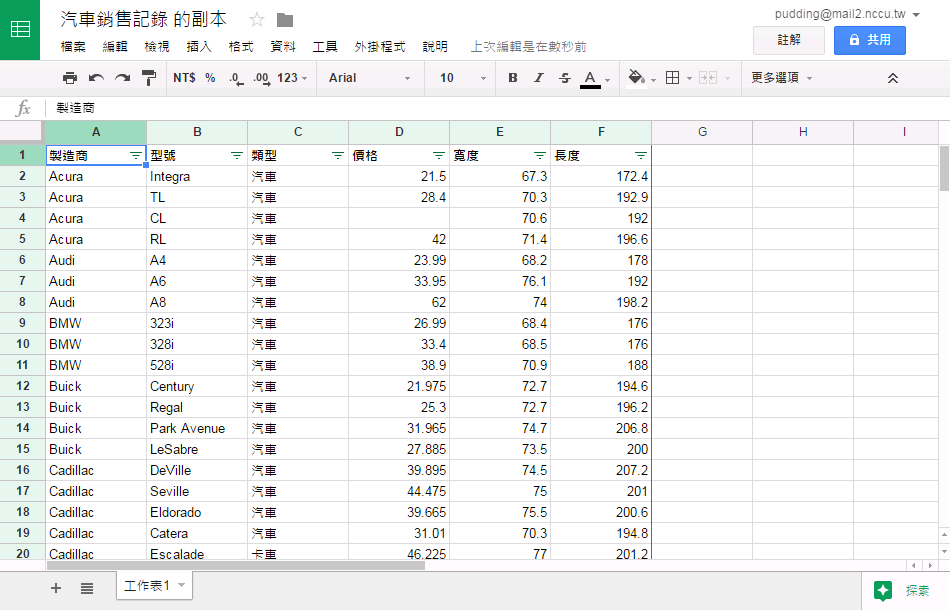 汽車銷售記錄 的副本
pudding@mail2.nccu.tw
檔案 編輯 檢視 插入 格式 資料 工具 外掛程式 說明 上次編輯是在數秒前
註解 共用
NT$ % .0 .00 123 Arial 10 B I S A 更多選項
fx 製造商
A B C D E F G H I
1 製造商 型號 類型 價格 寬度 長度
2 Acura Integra 汽車 21.5 67.3 172.4
3 Acura TL 汽車 28.4 70.3 192.9
4 Acura CL 汽車 70.6 192
5 Acura RL 汽車 42 71.4 196.6
6 Audi A4 汽車 23.99 68.2 178
7 Audi A6 汽車 33.95 76.1 192
8 Audi A8 汽車 62 74 198.2
9 BMW 323i 汽車 26.99 68.4 176
10 BMW 328i 汽車 33.4 68.5 176
11 BMW 528i 汽車 38.9 70.9 188
12 Buick Century 汽車 21.975 72.7 194.6
13 Buick Regal 汽車 25.3 72.7 196.2
14 Buick Park Avenue 汽車 31.965 74.7 206.8
15 Buick LeSabre 汽車 27.885 73.5 200
16 Cadillac DeVille 汽車 39.895 74.5 207.2
17 Cadillac Seville 汽車 44.475 75 201
18 Cadillac Eldorado 汽車 39.665 75.5 200.6
19 Cadillac Catera 汽車 31.01 70.3 194.8
20 Cadillac Escalade 卡車 46.225 77 201.2
工作表1 探索